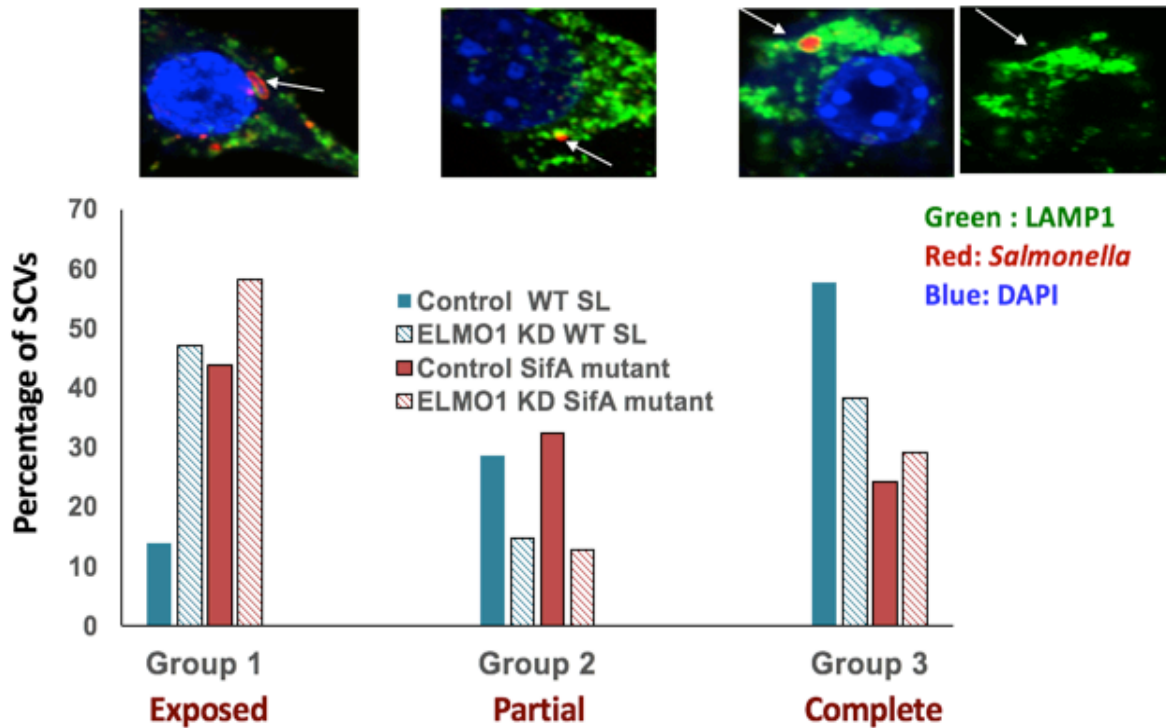 Green : LAMP1
Red: Salmonella
Blue: DAPI
Percentage of SCVs
70
60
50
40
30
20
10
0
Control WT SL
ELMO1 KD WT SL
Control SifA mutant
ELMO1 KD SifA mutant
Group 1 Group 2 Group 3
Exposed Partial Complete